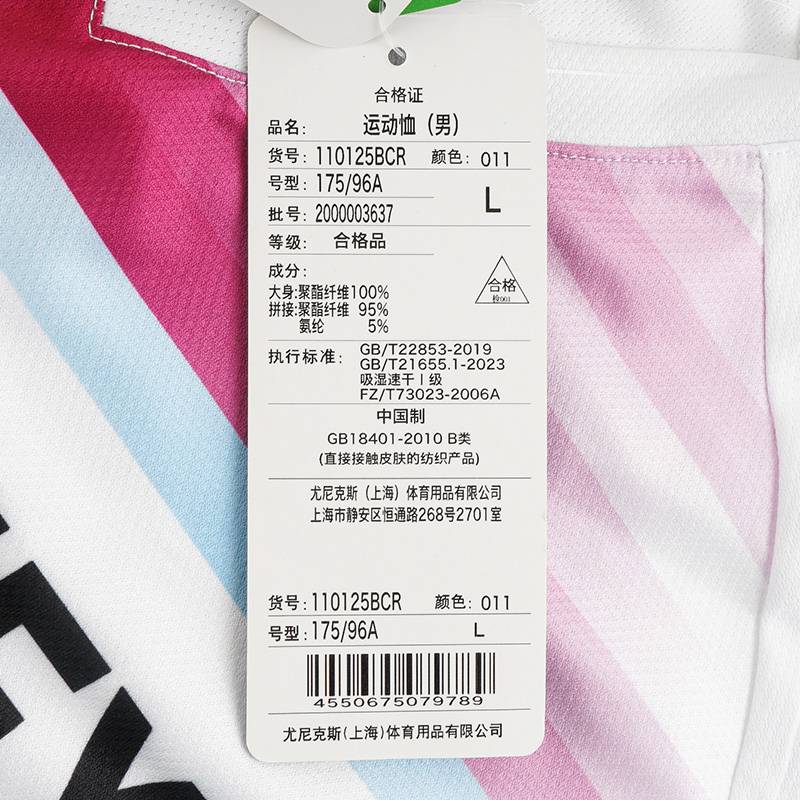 合格证
品名： 运动恤（男）
货号：110125BCR 颜色：011
号型：175/96A
L
批号：2000003637
等级： 合格品
成分：
合格
检001
大身:聚酯纤维100%
拼接:聚酯纤维 95%
氨纶 5%
执行标准： GB/T22853-2019
GB/T21655.1-2023
吸湿速干Ⅰ级
FZ/T73023-2006A
中国制
GB18401-2010 B类
(直接接触皮肤的纺织产品)
尤尼克斯（上海）体育用品有限公司
上海市静安区恒通路268号2701室
货号：110125BCR 颜色：011
号型：175/96A L
4550675079789
尤尼克斯(上海)体育用品有限公司
EY